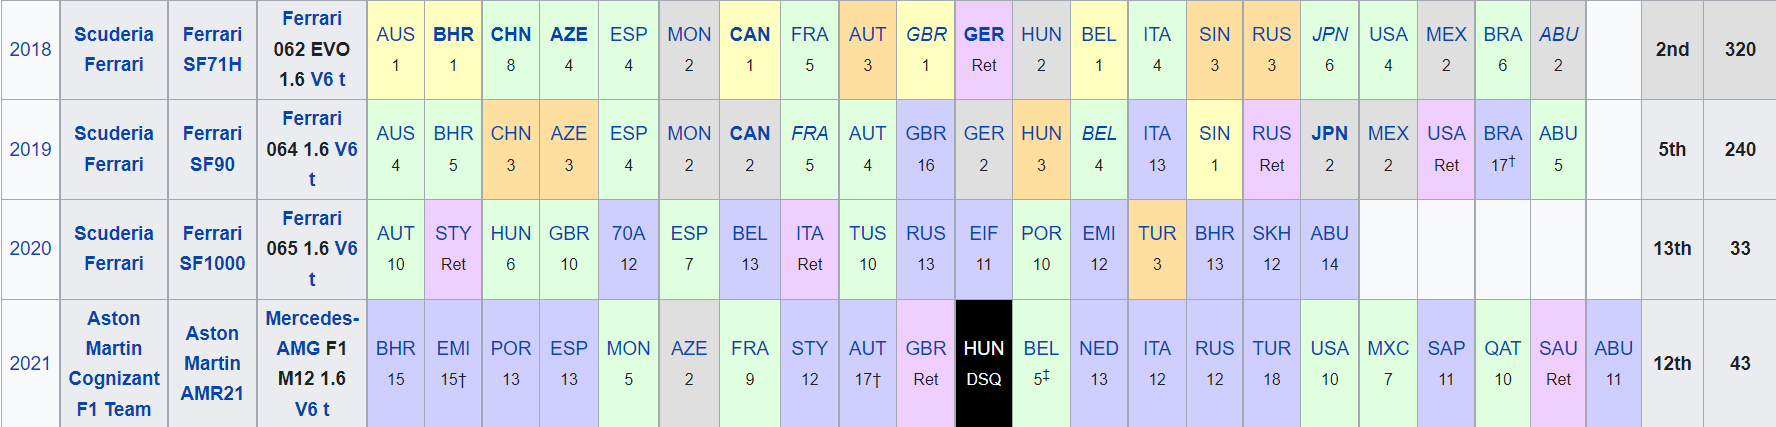 2018 Scuderia Ferrari Ferrari SF71H Ferrari 062 EVO 1.6 V6 t AUS 1 BHR 1 CHN 8 AZE 4 ESP 4 MON 2 CAN 1 FRA 5 AUT 3 GBR 1 GER Ret HUN 2 BEL 1 ITA 4 SIN 3 RUS 3 JPN 6 USA 4 MEX 2 BRA 6 ABU 2 2nd 320
2019 Scuderia Ferrari Ferrari SF90 Ferrari 064 1.6 V6 t AUS 4 BHR 5 CHN 3 AZE 3 ESP 4 MON 2 CAN 2 FRA 5 AUT 4 GBR 16 GER 2 HUN 3 BEL 4 ITA 13 SIN 1 RUS Ret JPN 2 MEX 2 USA Ret BRA 17† ABU 5 5th 240
2020 Scuderia Ferrari Ferrari SF1000 Ferrari 065 1.6 V6 t AUT 10 STY Ret HUN 6 GBR 10 70A 12 ESP 7 BEL 13 ITA Ret TUS 10 RUS 13 EIF 11 POR 10 EMI 12 TUR 3 BHR 13 SKH 12 ABU 14 13th 33
2021 Aston Martin Cognizant F1 Team Aston Martin AMR21 Mercedes-AMG F1 M12 1.6 V6 t BHR 15 EMI 15† POR 13 ESP 13 MON 5 AZE 2 FRA 9 STY 12 AUT 17† GBR Ret HUN DSQ BEL 5‡ NED 13 ITA 12 RUS 12 TUR 18 USA 10 MXC 7 SAP 11 QAT 10 SAU Ret ABU 11 12th 43